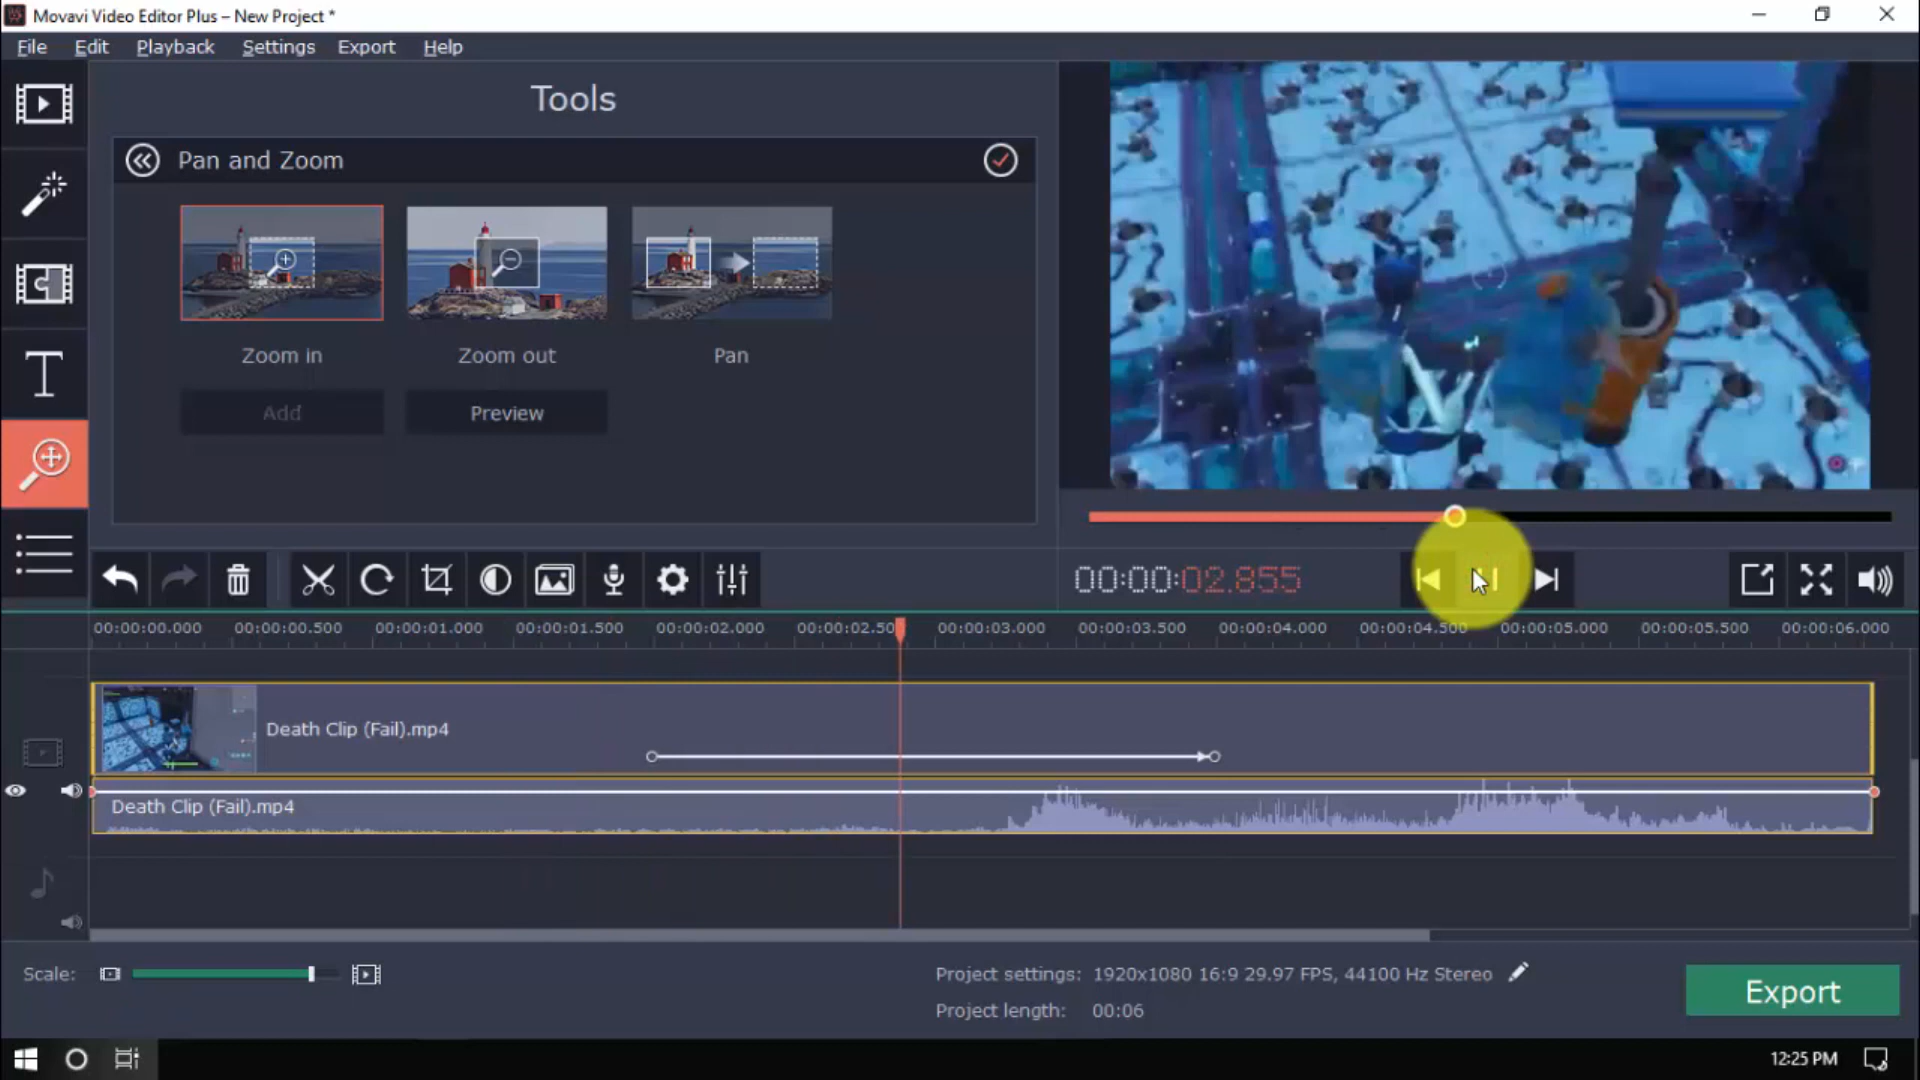 Movavi Video Editor Plus – New Project *
File Edit Playback Settings Export Help
Tools
Pan and Zoom
Zoom in Zoom out Pan
Add Preview
00:00:02.855
00:00:00.000 00:00:00.500 00:00:01.000 00:00:01.500 00:00:02.000 00:00:02.50 00:00:03.000 00:00:03.500 00:00:04.000 00:00:04.500 00:00:05.000 00:00:05.500 00:00:06.000
Death Clip (Fail).mp4
Death Clip (Fail).mp4
Scale:
Project settings: 1920x1080 16:9 29.97 FPS, 44100 Hz Stereo
Project length: 00:06
Export
12:25 PM